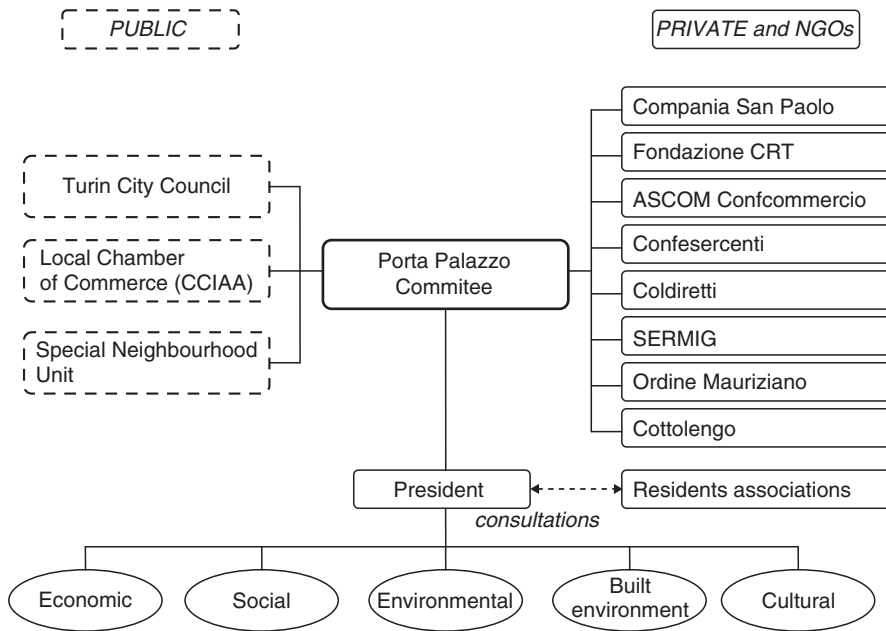 PUBLIC
PRIVATE and NGOs
Turin City Council
Local Chamber
of Commerce (CCIAA)
Special Neighbourhood
Unit
Porta Palazzo
Commitee
Compania San Paolo
Fondazione CRT
ASCOM Confcommercio
Confesercenti
Coldiretti
SERMIG
Ordine Mauriziano
Cottolengo
President
consultations
Residents associations
Economic
Social
Environmental
Built
environment
Cultural